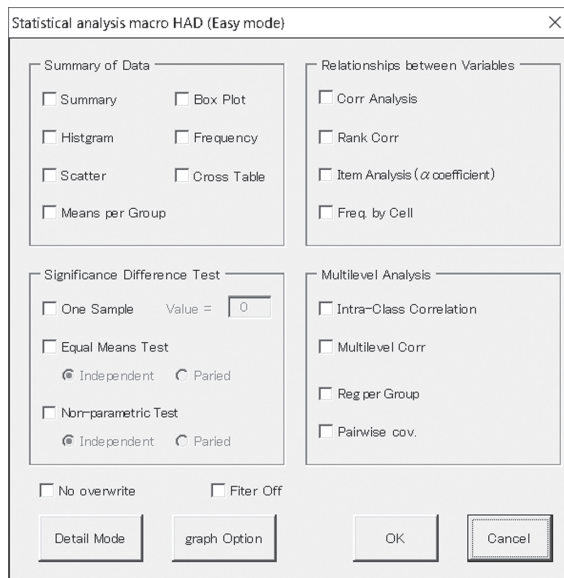 Statistical analysis macro HAD (Easy mode)
Summary of Data
Summary
Box Plot
Histgram
Frequency
Scatter
Cross Table
Means per Group
Relationships between Variables
Corr Analysis
Rank Corr
Item Analysis (α coefficient)
Freq. by Cell
Significance Difference Test
One Sample Value = 0
Equal Means Test
Independent Paried
Non-parametric Test
Independent Paried
Multilevel Analysis
Intra-Class Correlation
Multilevel Corr
Reg per Group
Pairwise cov.
No overwrite Fiter Off
Detail Mode graph Option OK Cancel